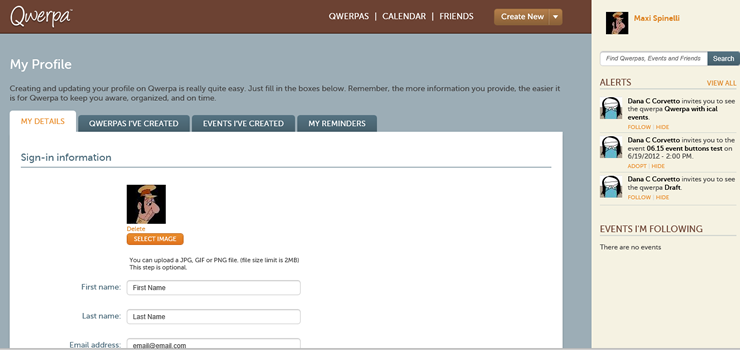 Qwerpa™
QWERPAS | CALENDAR | FRIENDS
Create New
My Profile
Creating and updating your profile on Qwerpa is really quite easy. Just fill in the boxes below. Remember, the more information you provide, the easier it
is for Qwerpa to keep you aware, organized, and on time.
MY DETAILS
QWERPAS I'VE CREATED
EVENTS I'VE CREATED
MY REMINDERS
Sign-in information
Delete
SELECT IMAGE
You can upload a JPG, GIF or PNG file. (file size limit is 2MB)
This step is optional.
First name: First Name
Last name: Last Name
Email address: email@email.com
Maxi Spinelli
Find Qwerpas, Events and Friends
Search
ALERTS VIEW ALL
Dana C Corvetto invites you to see
the qwerpa Qwerpa with ical
events.
FOLLOW | HIDE
Dana C Corvetto invites you to the
event 06.15 event buttons test on
6/19/2012 - 2:00 PM.
ADOPT | HIDE
Dana C Corvetto invites you to see
the qwerpa Draft.
FOLLOW | HIDE
EVENTS I'M FOLLOWING
There are no events